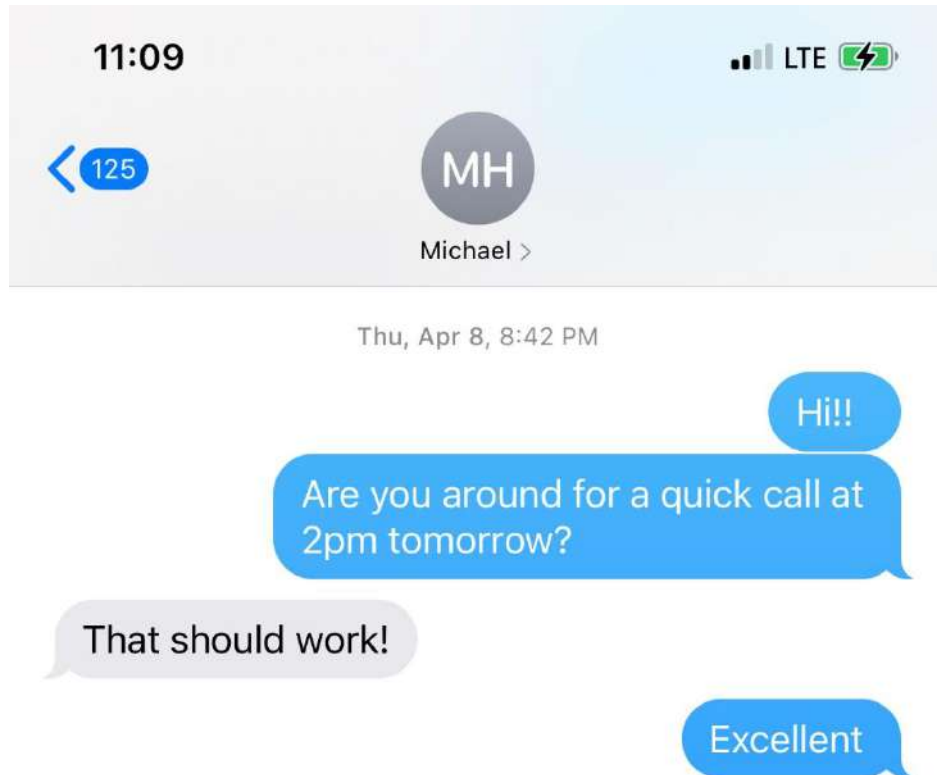 11:09
LTE
125
MH
Michael >
Thu, Apr 8, 8:42 PM
Hi!!
Are you around for a quick call at
2pm tomorrow?
That should work!
Excellent